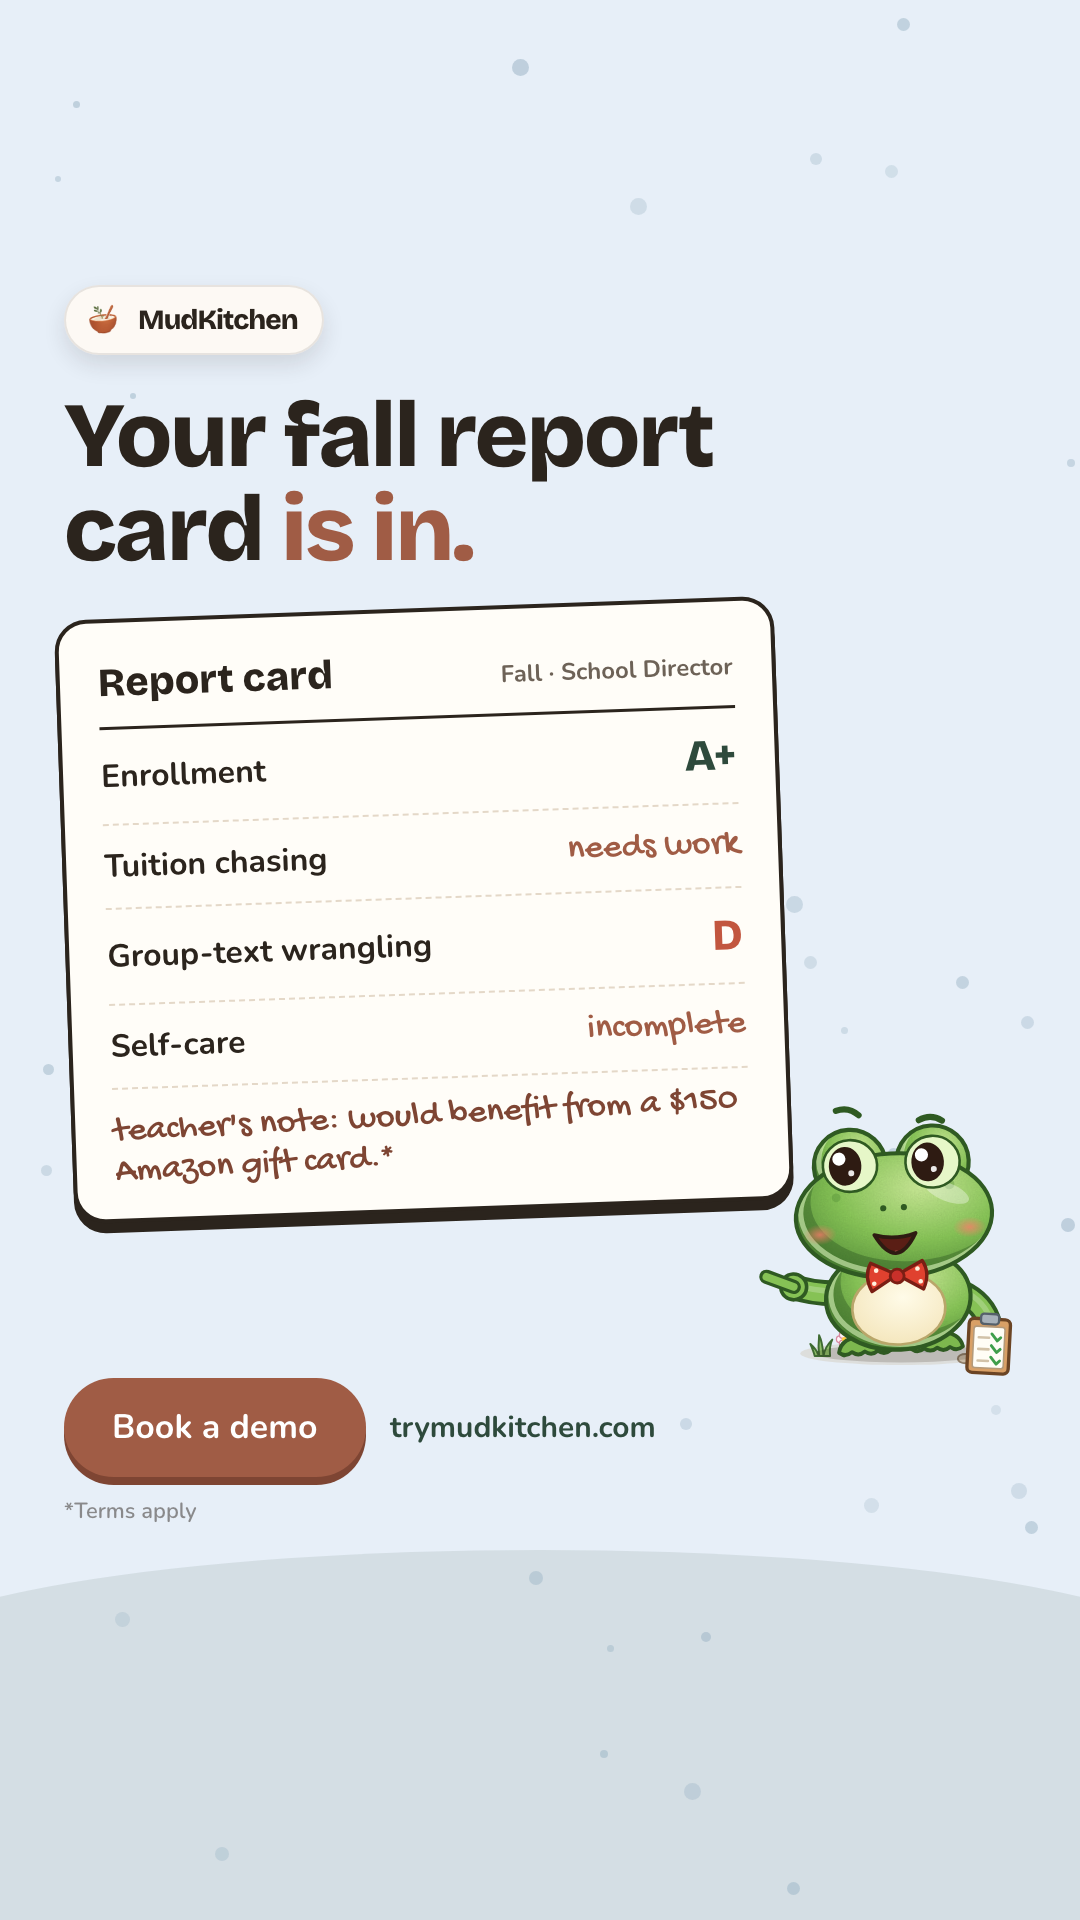 MudKitchen
Your fall report
card is in.
Report card
Fall · School Director
Enrollment
A+
Tuition chasing
needs work
Group-text wrangling
D
Self-care
incomplete
teacher's note: would benefit from a $150
Amazon gift card.*
Book a demo
trymudkitchen.com
*Terms apply